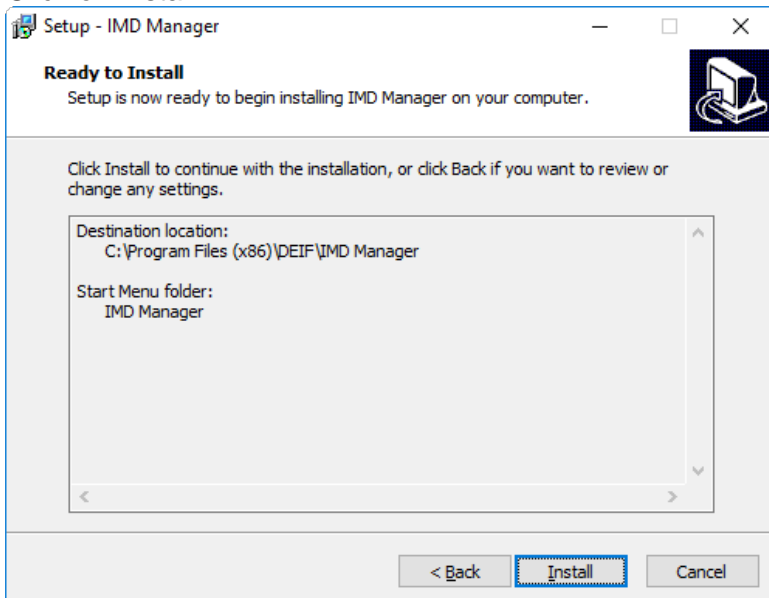 Setup - IMD Manager
Ready to Install
Setup is now ready to begin installing IMD Manager on your computer.
Click Install to continue with the installation, or click Back if you want to review or
change any settings.
Destination location:
C:\Program Files (x86)\DEIF\IMD Manager
Start Menu folder:
IMD Manager
< Back Install Cancel